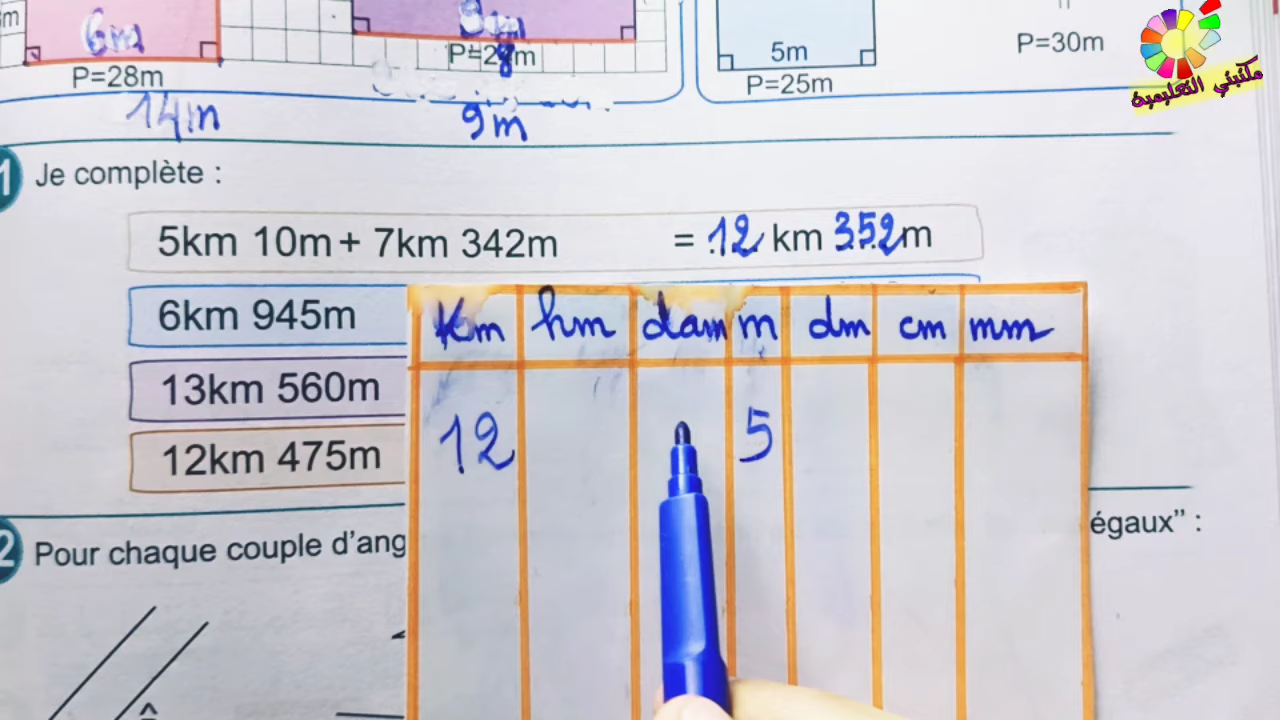 m 6m 8m 5m P=30m
P=28m P=28m P=25m
14m 9m
مكتبتي التعليمية
1 Je complète :
5km 10m + 7km 342m = 12 km 352m
6km 945m
13km 560m
12km 475m
Km hm dam m dm cm mm
12 5
2 Pour chaque couple d'ang égaux" :